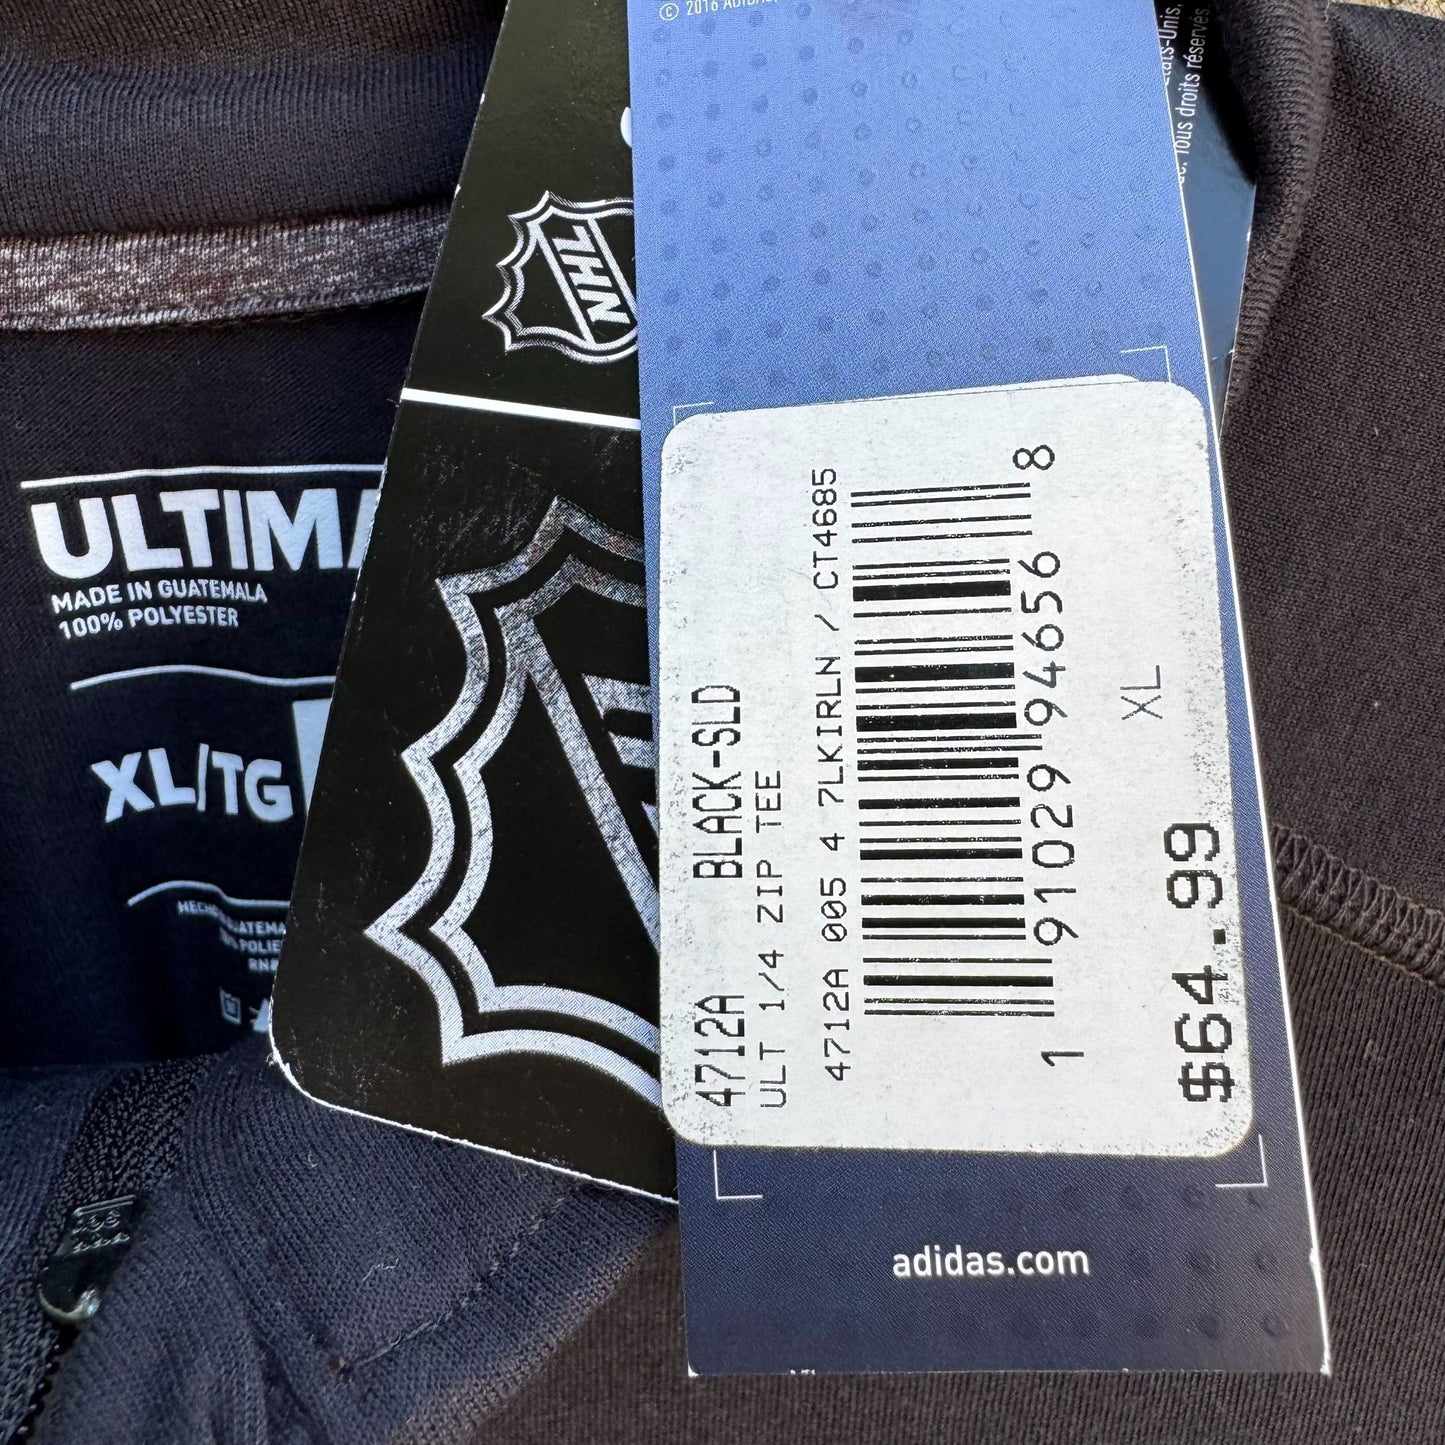 © 2016 ADIDAS
États-Unis,
Tous droits réservés.
NHL
ULTIMA
MADE IN GUATEMALA
100% POLYESTER
XL/TG
4712A BLACK-SLD
ULT 1/4 ZIP TEE
4712A 005 4 7LKIRLN / CT4685
1 91029 94656 8
XL
$64.99
adidas.com